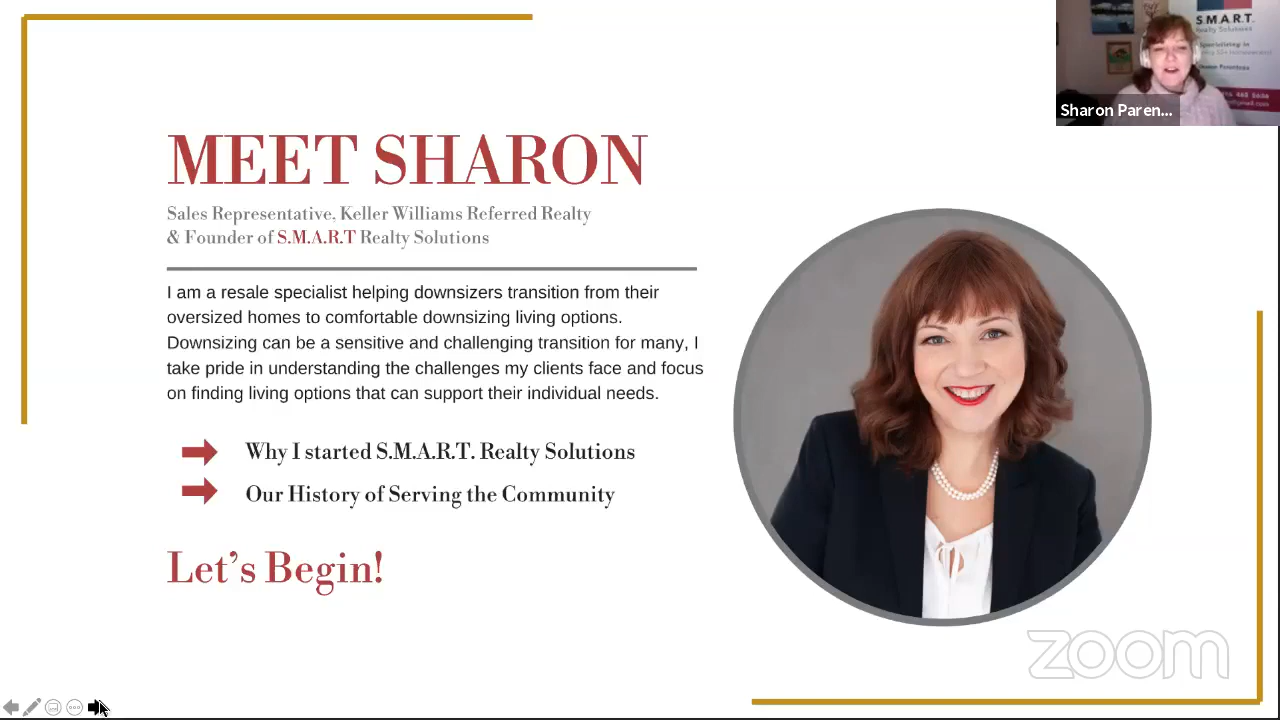 MEET SHARON
Sales Representative, Keller Williams Referred Realty
& Founder of S.M.A.R.T Realty Solutions
I am a resale specialist helping downsizers transition from their
oversized homes to comfortable downsizing living options.
Downsizing can be a sensitive and challenging transition for many, I
take pride in understanding the challenges my clients face and focus
on finding living options that can support their individual needs.
Why I started S.M.A.R.T. Realty Solutions
Our History of Serving the Community
Let's Begin!
S.M.A.R.T.
Realty Solutions
Specializing in
Sharon Paren...
zoom